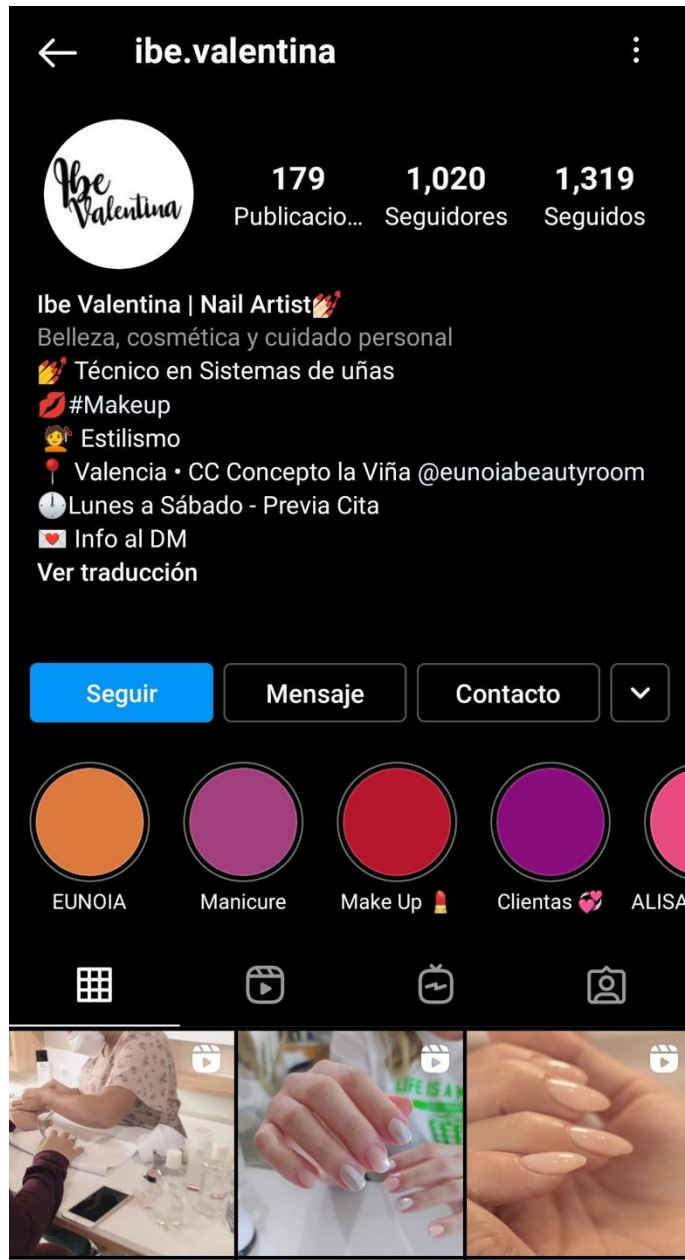 ibe.valentina
Ibe
Valentina
179
Publicacio...
1,020
Seguidores
1,319
Seguidos
Ibe Valentina | Nail Artist💅🏻
Belleza, cosmética y cuidado personal
💅 Técnico en Sistemas de uñas
💋#Makeup
💇 Estilismo
📍 Valencia • CC Concepto la Viña @eunoiabeautyroom
🕛Lunes a Sábado - Previa Cita
💌 Info al DM
Ver traducción
Seguir
Mensaje
Contacto
EUNOIA
Manicure
Make Up 💄
Clientas 💞
ALISA
LIFE IS A